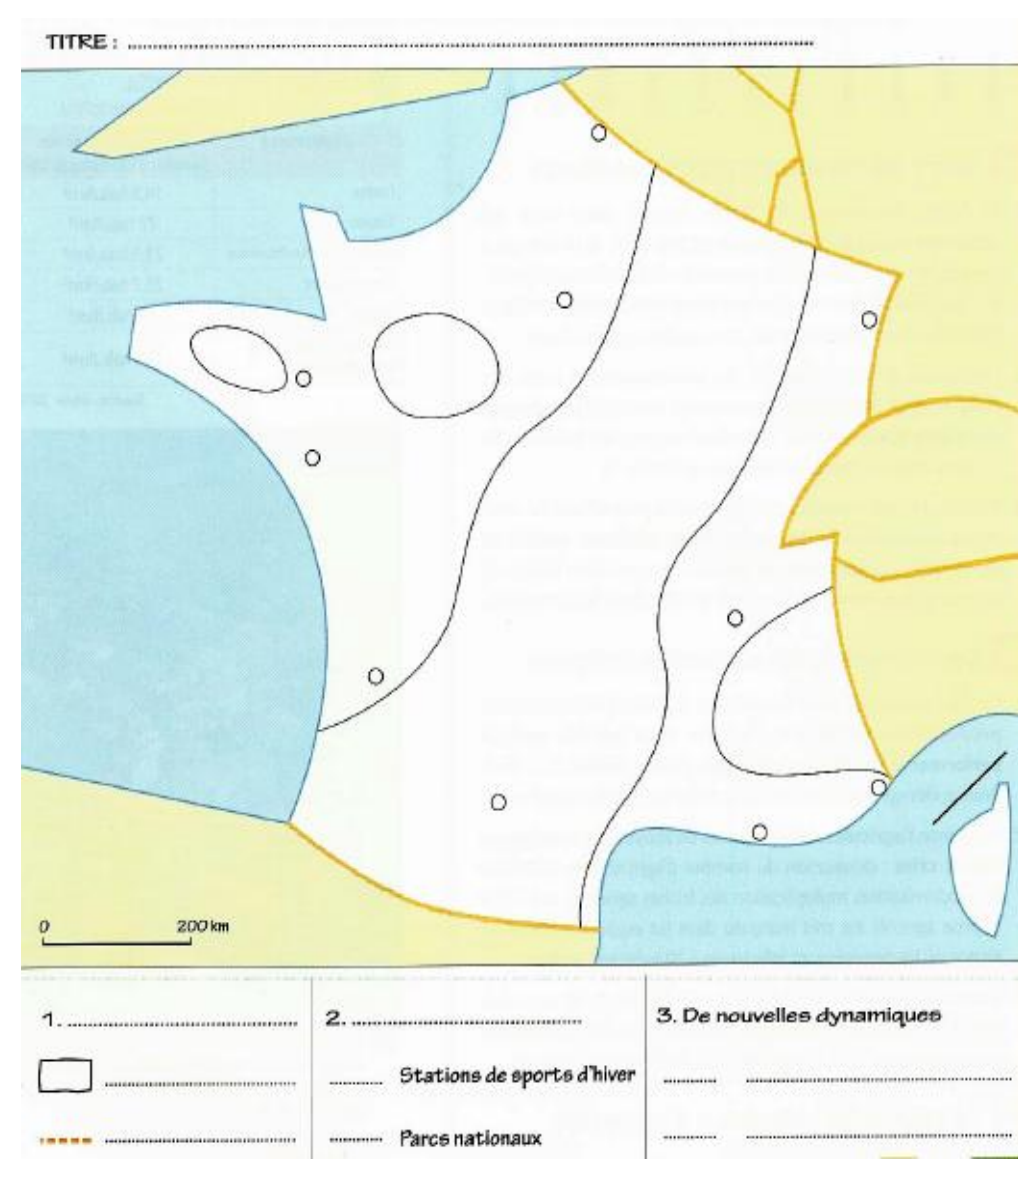 TITRE :
0 200 km
1.
2.
Stations de sports d'hiver
Parcs nationaux
3. De nouvelles dynamiques